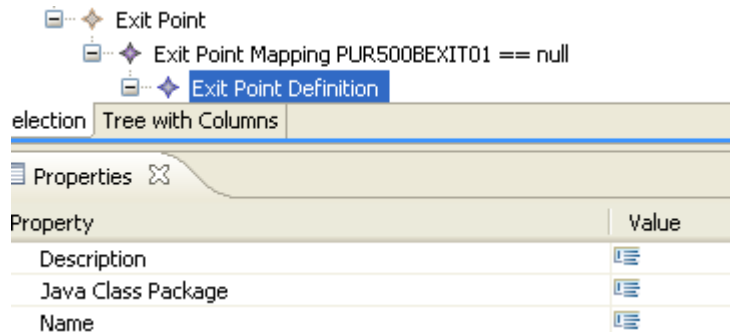 Exit Point
Exit Point Mapping PUR500BEXIT01 == null
Exit Point Definition
election Tree with Columns
Properties
Property Value
Description
Java Class Package
Name